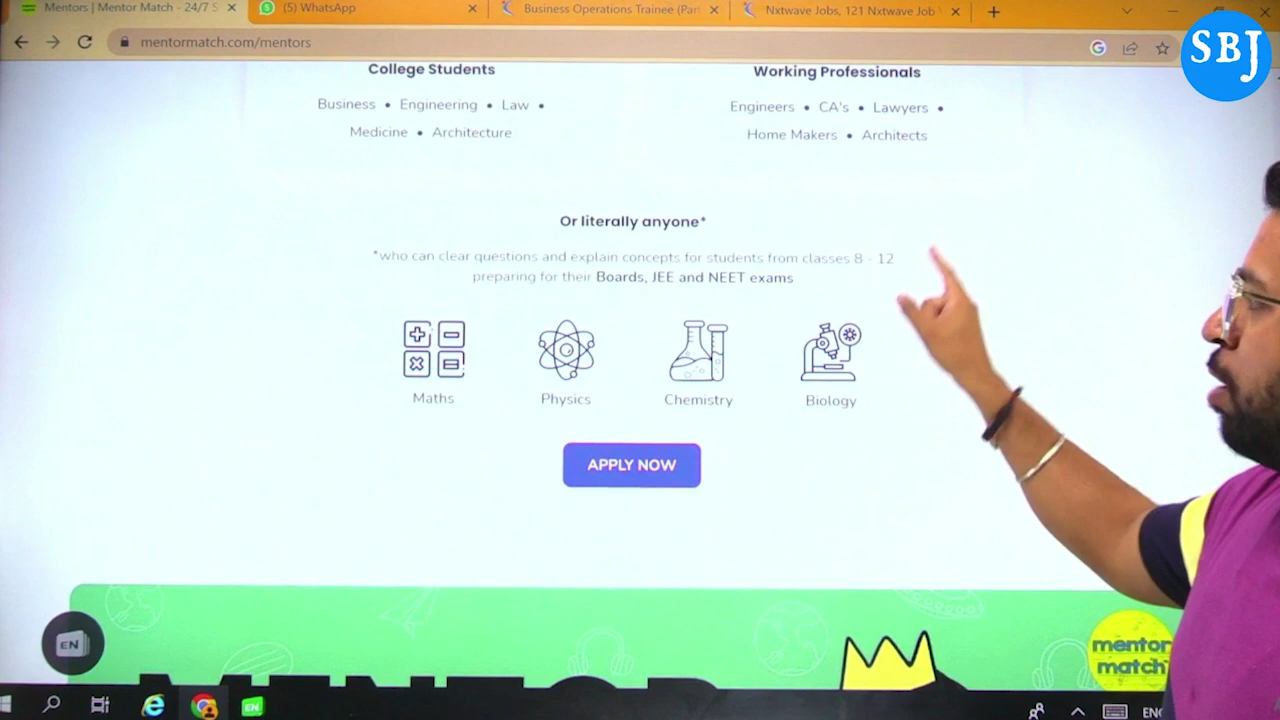 Mentors | Mentor Match - 24/7 S
(5) WhatsApp
Business Operations Trainee (Part
Nxtwave Jobs, 121 Nxtwave Job
mentormatch.com/mentors
SBJ
College Students
Working Professionals
Business • Engineering • Law •
Engineers • CA's • Lawyers •
Medicine • Architecture
Home Makers • Architects
Or literally anyone*
*who can clear questions and explain concepts for students from classes 8 - 12
preparing for their Boards, JEE and NEET exams
Maths
Physics
Chemistry
Biology
APPLY NOW
EN
mentor
match
EN
ENG